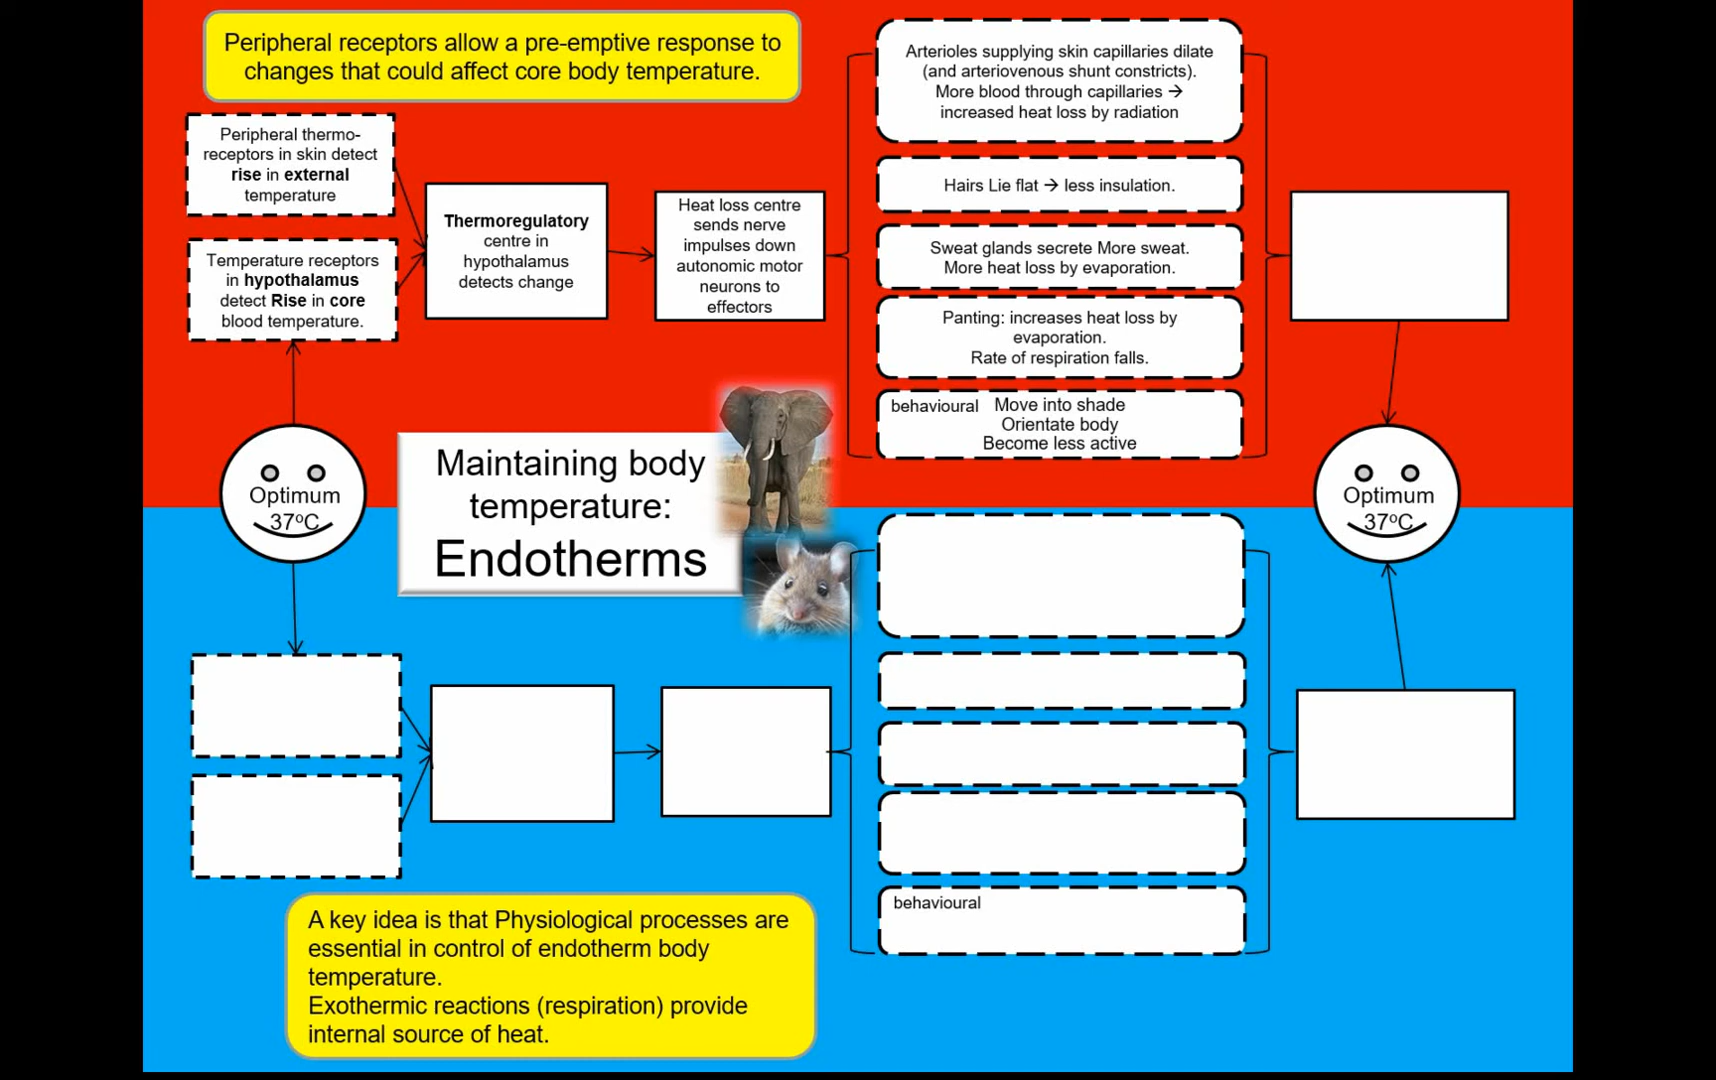 Peripheral receptors allow a pre-emptive response to
changes that could affect core body temperature.
Peripheral thermo-
receptors in skin detect
rise in external
temperature
Temperature receptors
in hypothalamus
detect Rise in core
blood temperature.
Thermoregulatory
centre in
hypothalamus
detects change
Heat loss centre
sends nerve
impulses down
autonomic motor
neurons to
effectors
Arterioles supplying skin capillaries dilate
(and arteriovenous shunt constricts).
More blood through capillaries →
increased heat loss by radiation
Hairs Lie flat → less insulation.
Sweat glands secrete More sweat.
More heat loss by evaporation.
Panting: increases heat loss by
evaporation.
Rate of respiration falls.
behavioural Move into shade
Orientate body
Become less active
Optimum
37ºC
Maintaining body
temperature:
Endotherms
Optimum
37ºC
behavioural
A key idea is that Physiological processes are
essential in control of endotherm body
temperature.
Exothermic reactions (respiration) provide
internal source of heat.